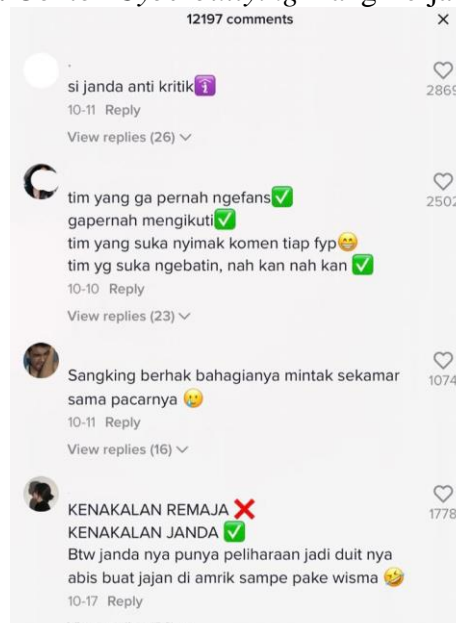 12197 comments
si janda anti kritik🛐
2869
10-11 Reply
View replies (26)
tim yang ga pernah ngefans✅
2502
gapernah mengikuti✅
tim yang suka nyimak komen tiap fyp😁
tim yg suka ngebatin, nah kan nah kan ✅
10-10 Reply
View replies (23)
Sangking berhak bahagianya mintak sekamar
1074
sama pacarnya 🥲
10-11 Reply
View replies (16)
KENAKALAN REMAJA ❌
1778
KENAKALAN JANDA ✅
Btw janda nya punya peliharaan jadi duit nya
abis buat jajan di amrik sampe pake wisma 🤣
10-17 Reply